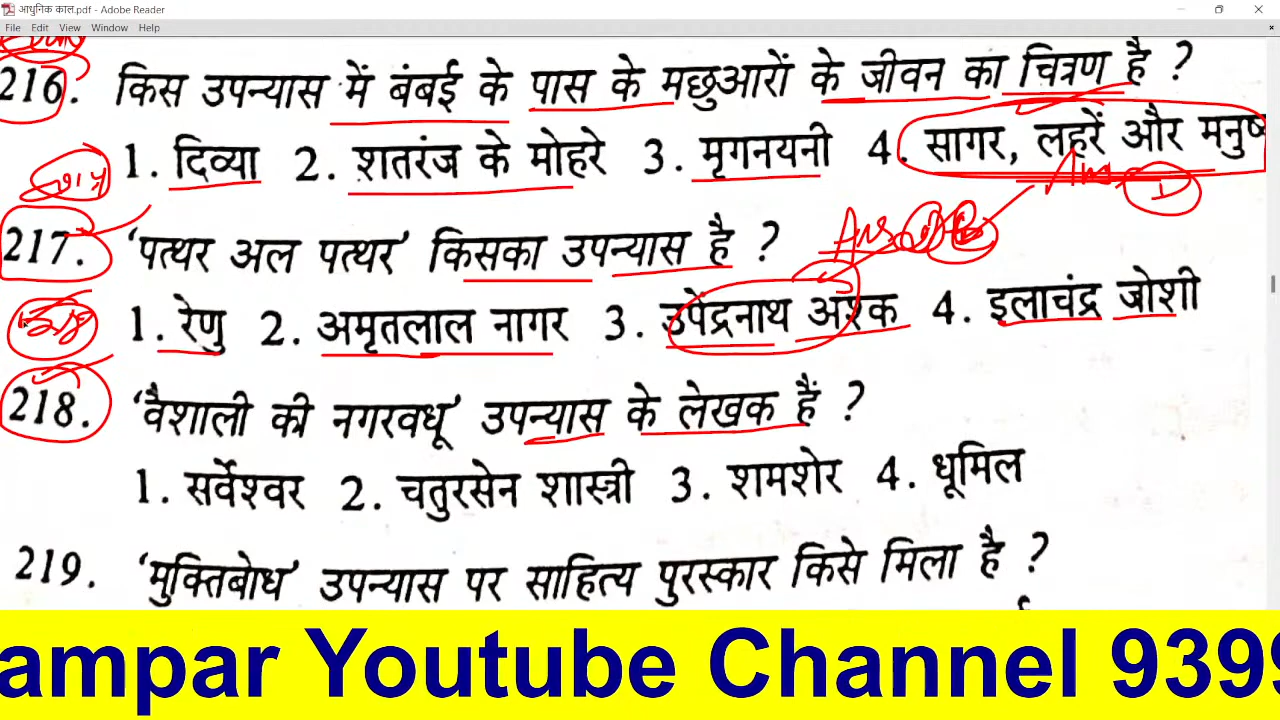 आधुनिक काल.pdf - Adobe Reader
File Edit View Window Help
216. किस उपन्यास में बंबई के पास के मछुआरों के जीवन का चित्रण है ?
1. दिव्या 2. शतरंज के मोहरे 3. मृगनयनी 4. सागर, लहरें और मनुष
Ans D
217. 'पत्थर अल पत्थर' किसका उपन्यास है ?
Ans
1. रेणु 2. अमृतलाल नागर 3. उपेंद्रनाथ अश्क 4. इलाचंद्र जोशी
218. 'वैशाली की नगरवधू' उपन्यास के लेखक हैं ?
1. सर्वेश्वर 2. चतुरसेन शास्त्री 3. शमशेर 4. धूमिल
219. 'मुक्तिबोध' उपन्यास पर साहित्य पुरस्कार किसे मिला है ?
ampar Youtube Channel 9399